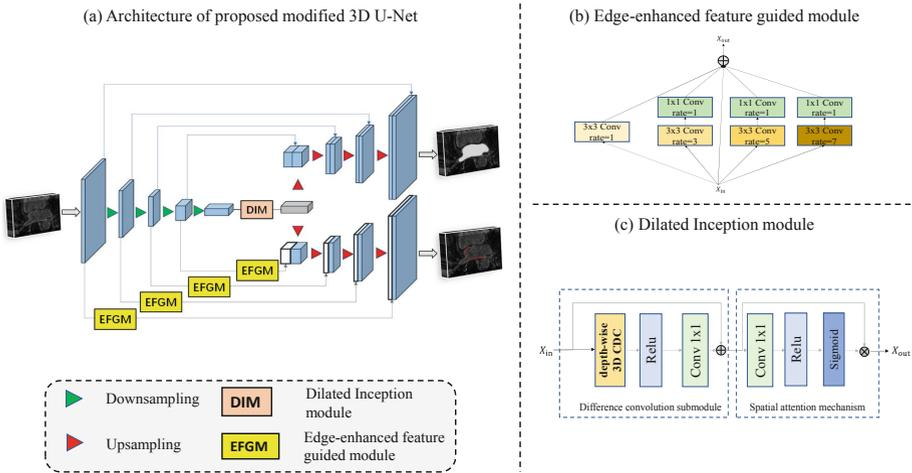 (a) Architecture of proposed modified 3D U-Net
DIM
EFGM
EFGM
EFGM
EFGM
Downsampling
DIM
Dilated Inception
module
Upsampling
EFGM
Edge-enhanced feature
guided module
(b) Edge-enhanced feature guided module
Xout
1x1 Conv
rate=1
1x1 Conv
rate=1
1x1 Conv
rate=1
3x3 Conv
rate=1
3x3 Conv
rate=3
3x3 Conv
rate=5
3x3 Conv
rate=7
Xin
(c) Dilated Inception module
Xin
depth-wise
3D CDC
Relu
Conv 1x1
Conv 1x1
Relu
Sigmoid
Xout
Difference convolution submodule
Spatial attention mechanism